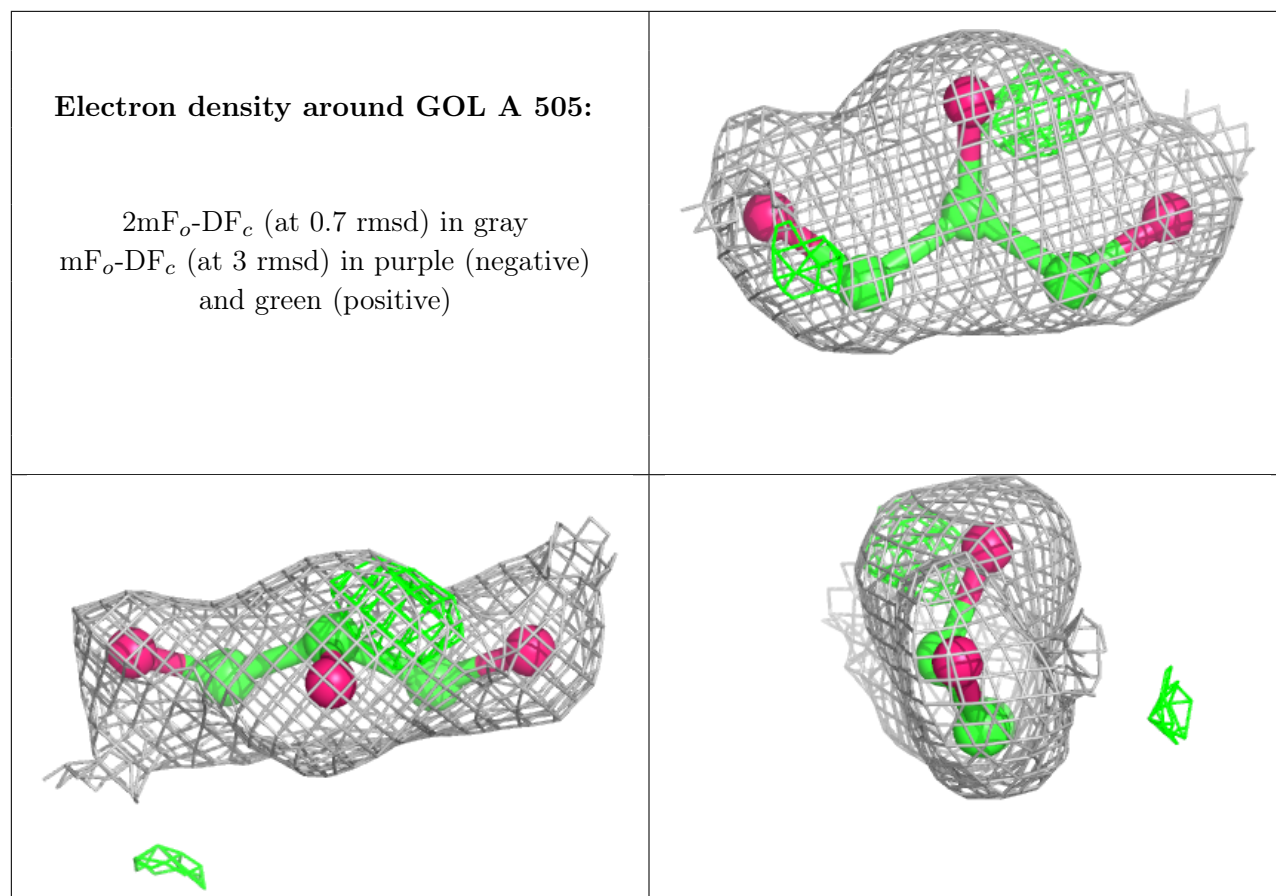 Electron density around GOL A 505:
2mFo-DFc (at 0.7 rmsd) in gray
mFo-DFc (at 3 rmsd) in purple (negative)
and green (positive)